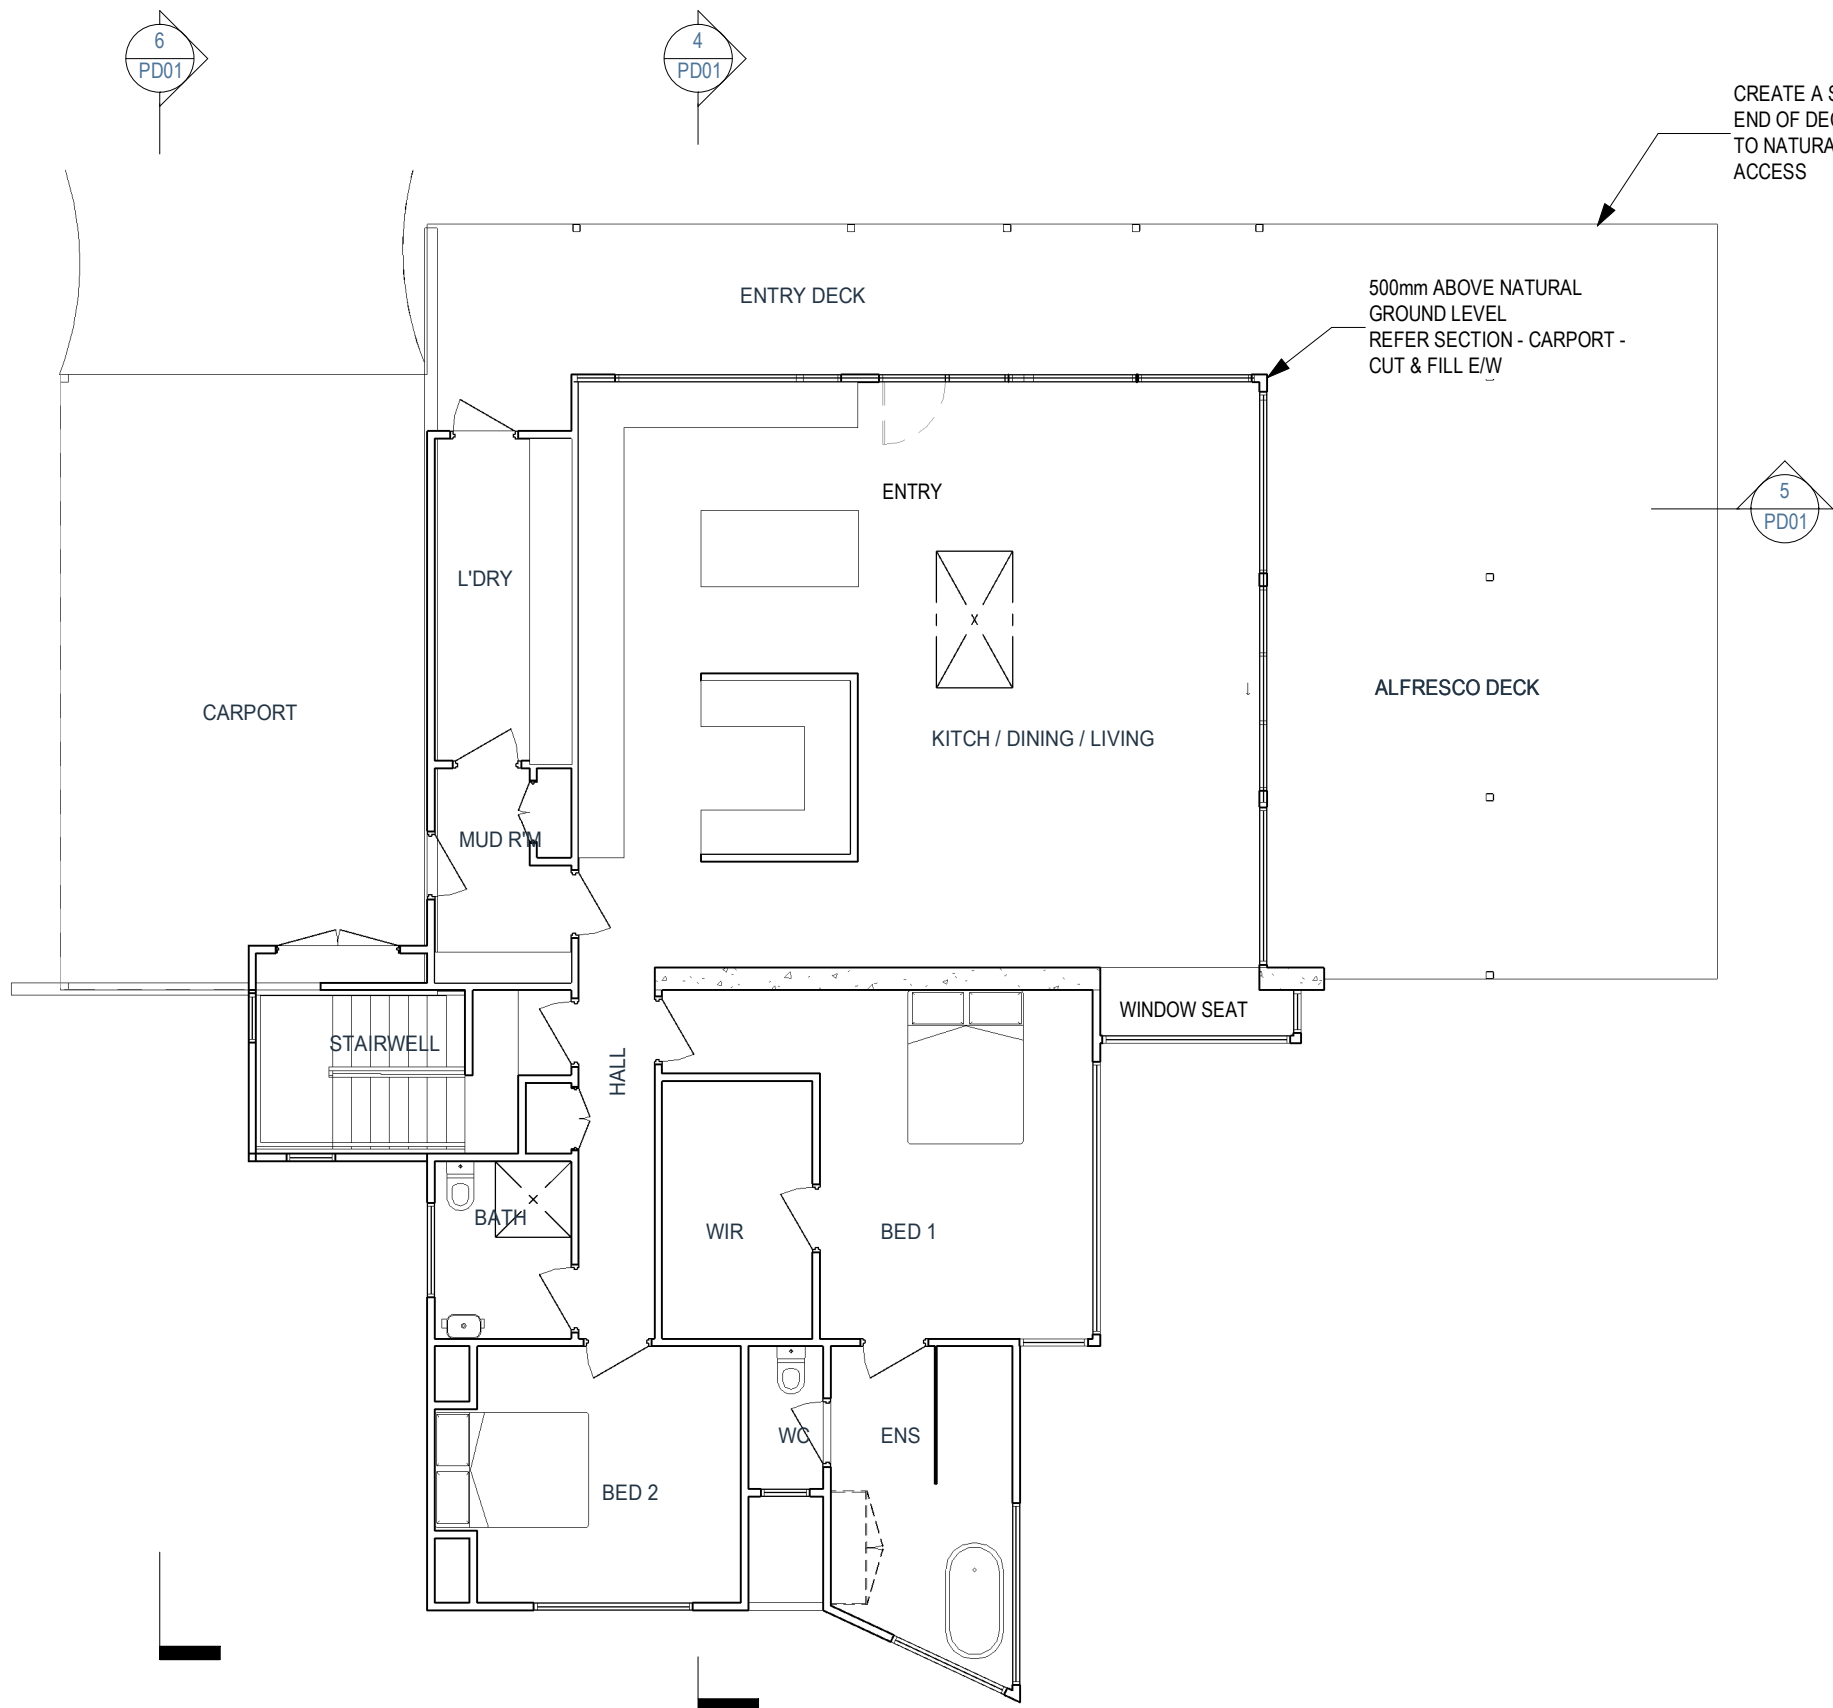 6
PD01
4
PD01
CREATE A
END OF
TO
ACCESS
ENTRY DECK
500mm ABOVE NATURAL
GROUND LEVEL
REFER SECTION - CARPORT -
CUT & FILL E/W
ENTRY
5
PD01
L'DRY
X
CARPORT
ALFRESCO DECK
KITCH / DINING / LIVING
MUD R'M
WINDOW SEAT
STAIRWELL
HALL
BATH
WIR
BED 1
WC
ENS
BED 2